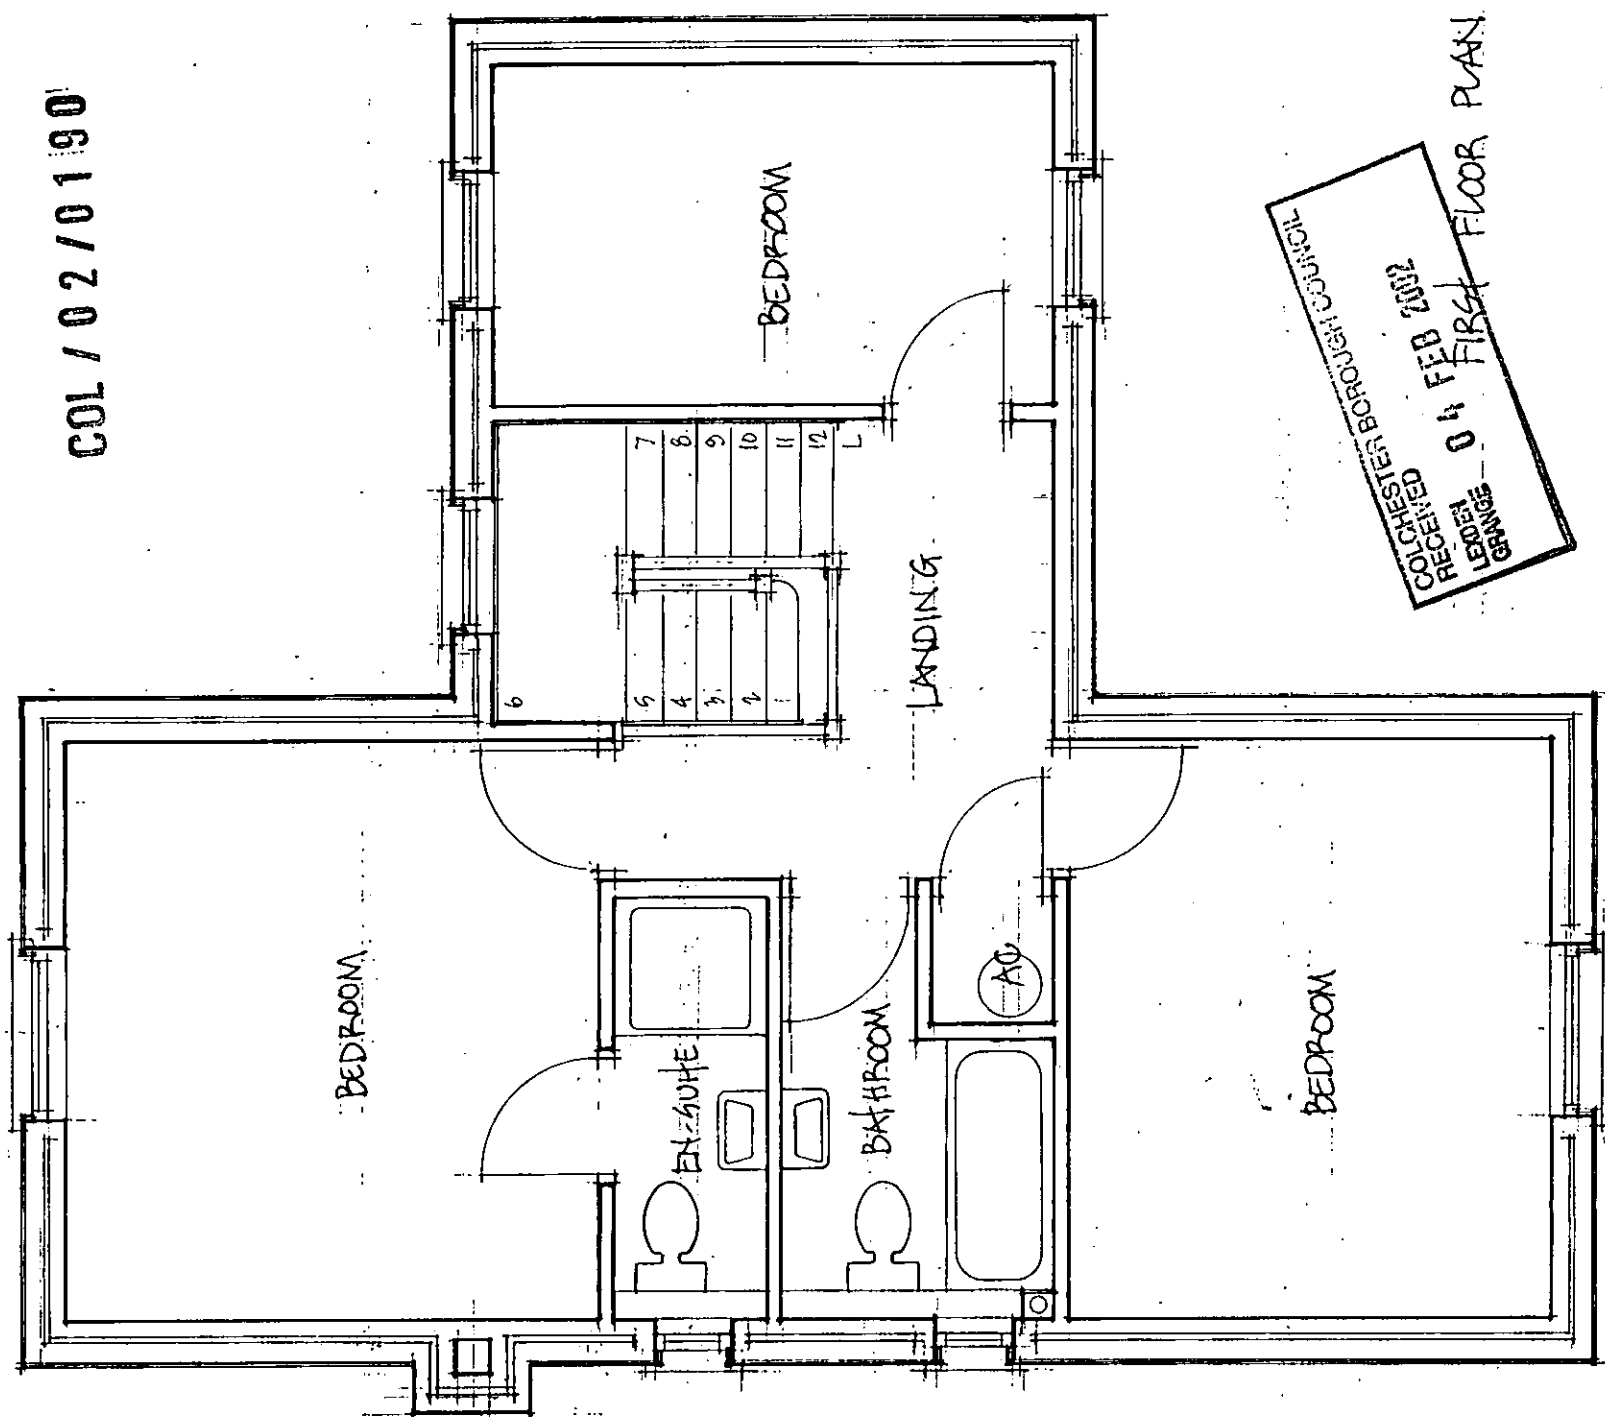 COL / 02 / 0190
BEDROOM
FIRST FLOOR PLAN
COLCHESTER BOROUGH COUNCIL
RECEIVED
04 FEB 2002
LEXDEN
GRANGE
6
5
4
3
2
1
7
8
9
10
11
12
L
LANDING
BEDROOM
EN-SUITE
BATHROOM
AC
BEDROOM